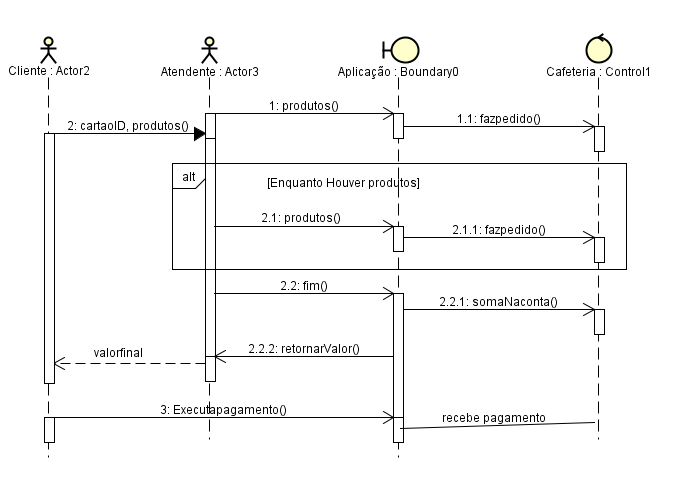 Cliente : Actor2
Atendente : Actor3
Aplicação : Boundary0
Cafeteria : Control1
1: produtos()
1.1: fazpedido()
2: cartaoID, produtos()
alt
[Enquanto Houver produtos]
2.1: produtos()
2.1.1: fazpedido()
2.2: fim()
2.2.1: somaNaconta()
2.2.2: retornarValor()
valorfinal
3: Executapagamento()
recebe pagamento